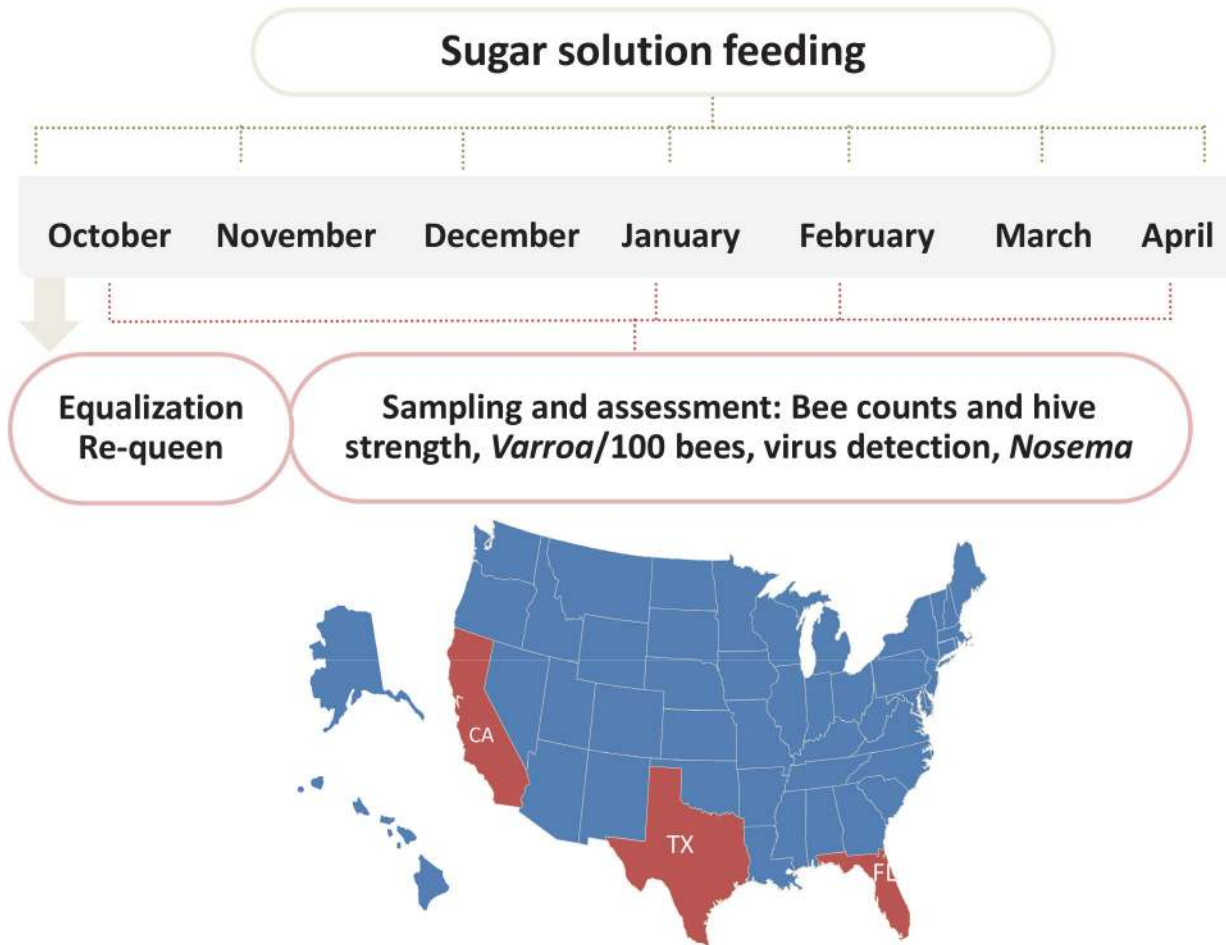 Sugar solution feeding
October November December January February March April
Equalization
Re-queen
Sampling and assessment: Bee counts and hive
strength, Varroa/100 bees, virus detection, Nosema
CA
TX
FL